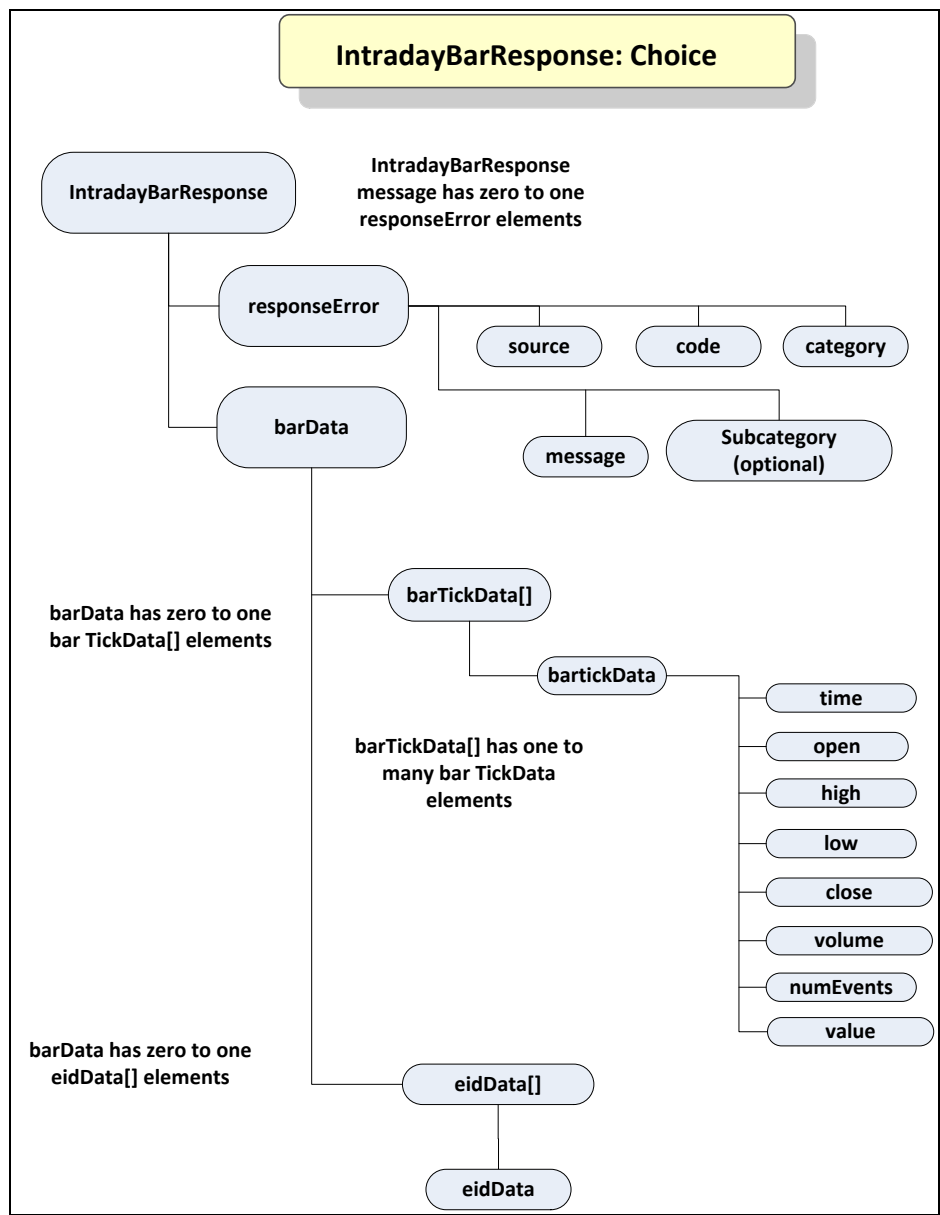 IntradayBarResponse: Choice
IntradayBarResponse
IntradayBarResponse
message has zero to one
responseError elements
responseError
source
code
category
barData
message
Subcategory
(optional)
barTickData[]
barData has zero to one
bar TickData[] elements
bartickData
time
barTickData[] has one to
many bar TickData
elements
open
high
low
close
volume
numEvents
value
barData has zero to one
eidData[] elements
eidData[]
eidData